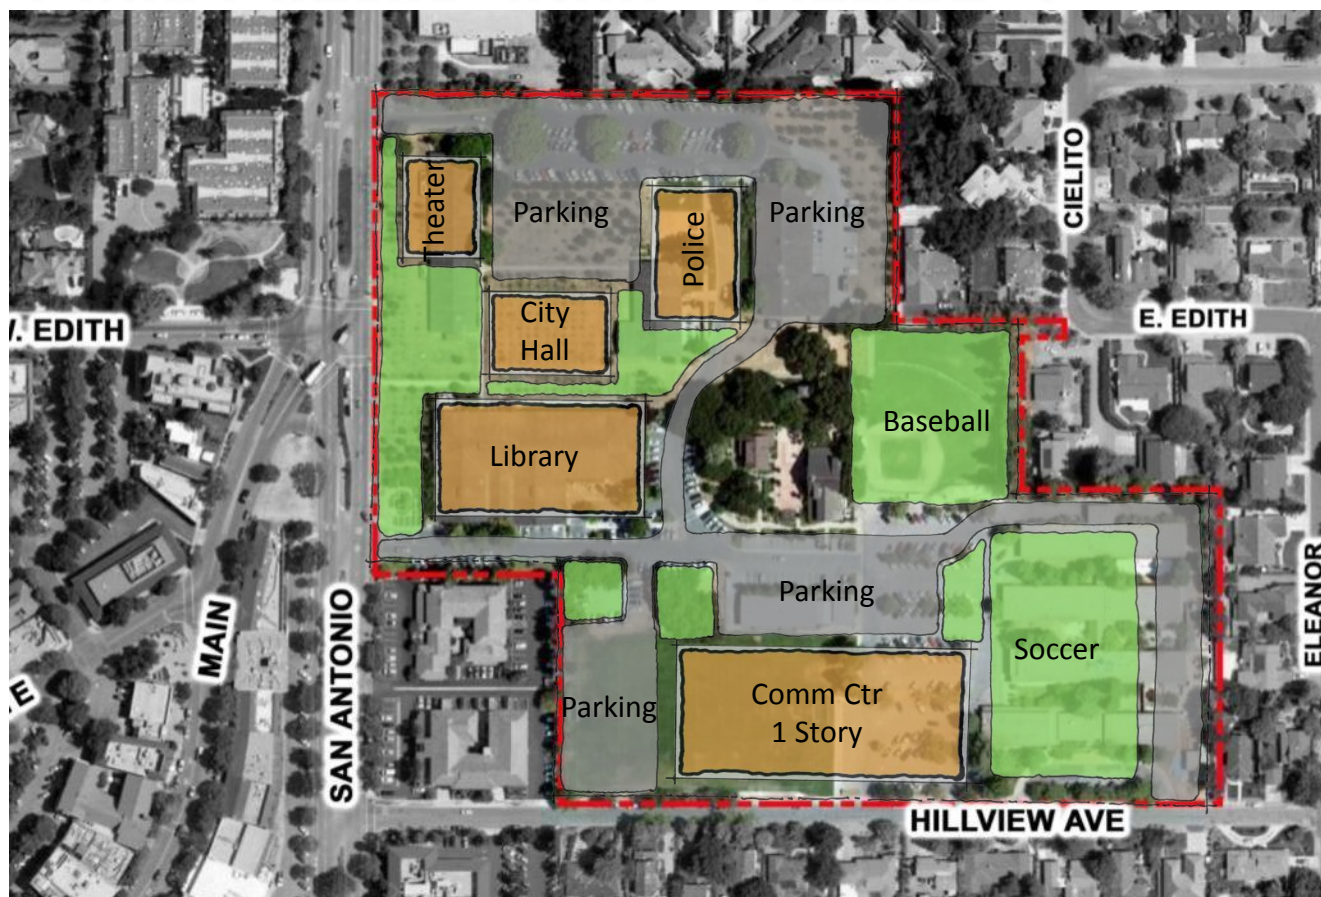 Theater
Parking
Police
Parking
CIELITO
City
Hall
E. EDITH
. EDITH
Baseball
Library
Parking
MAIN
SAN ANTONIO
ELEANOR
Soccer
Parking
Comm Ctr
1 Story
E
HILLVIEW AVE